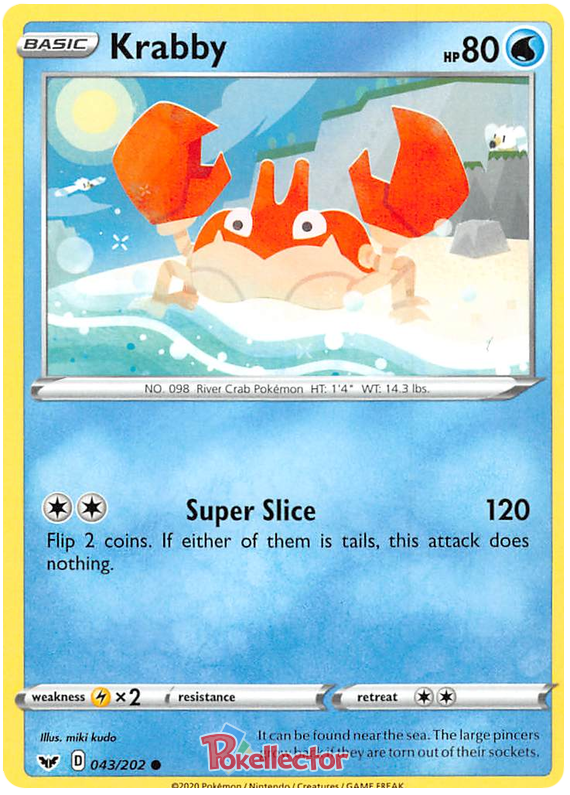 BASIC Krabby HP 80
NO. 098 River Crab Pokémon HT: 1'4" WT: 14.3 lbs.
Super Slice 120
Flip 2 coins. If either of them is tails, this attack does
nothing.
weakness ×2 resistance retreat
Illus. miki kudo
It can be found near the sea. The large pincers
if they are torn out of their sockets.
Pokellector
D 043/202
©2020 Pokémon / Nintendo / Creatures / GAME FREAK